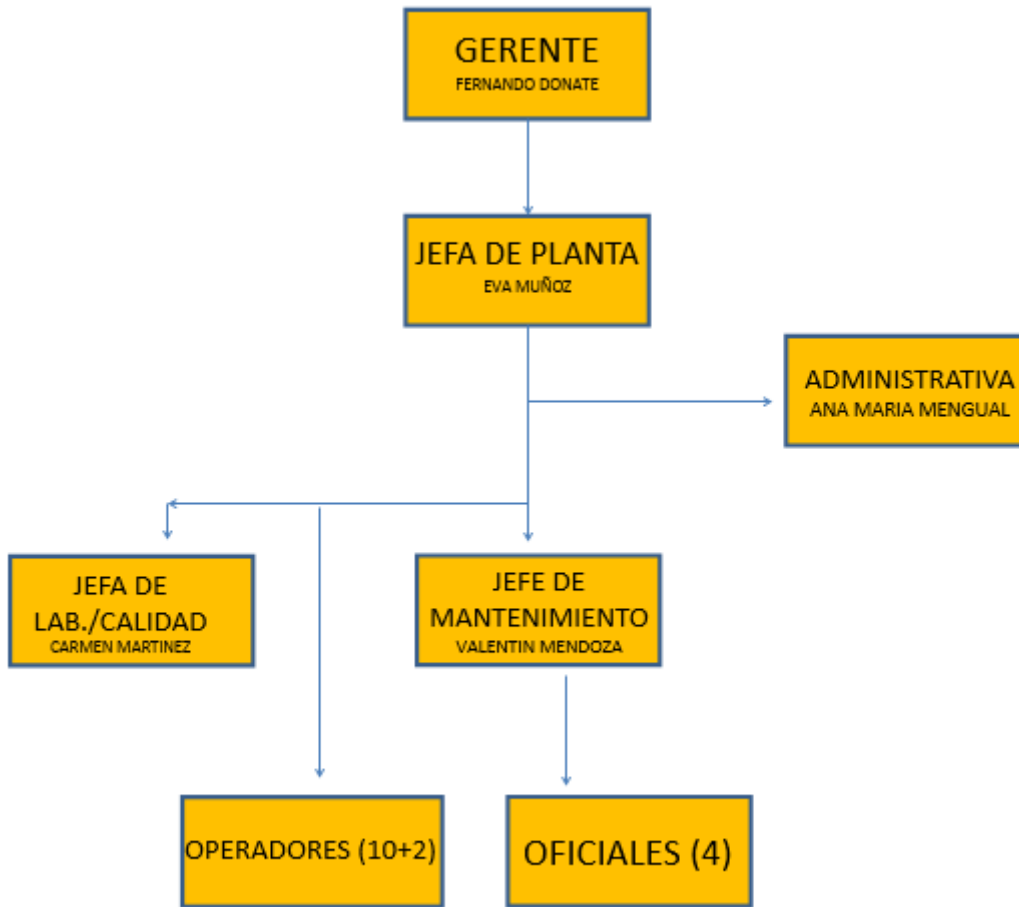 GERENTE
FERNANDO DONATE
JEFA DE PLANTA
EVA MUÑOZ
ADMINISTRATIVA
ANA MARIA MENGUAL
JEFA DE
LAB./CALIDAD
CARMEN MARTINEZ
JEFE DE
MANTENIMIENTO
VALENTIN MENDOZA
OPERADORES (10+2)
OFICIALES (4)